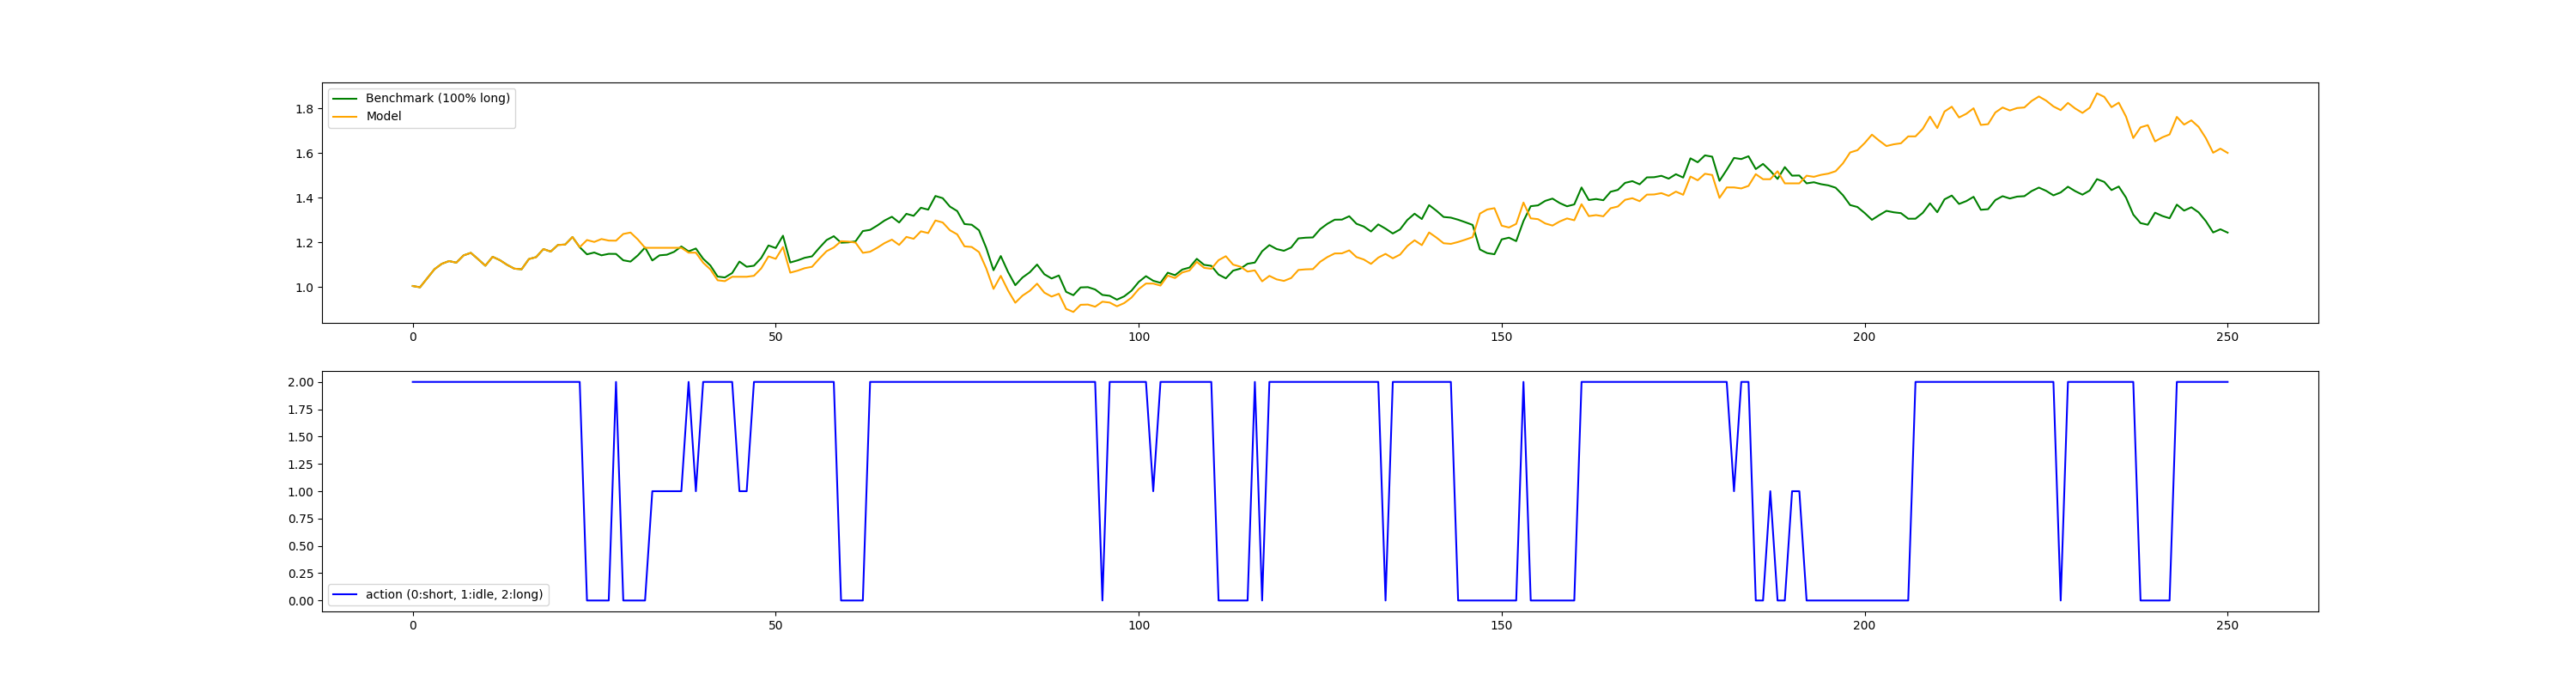 Benchmark (100% long)
Model
1.8
1.6
1.4
1.2
1.0
0 50 100 150 200 250
2.00
1.75
1.50
1.25
1.00
0.75
0.50
0.25
0.00
action (0:short, 1:idle, 2:long)
0 50 100 150 200 250